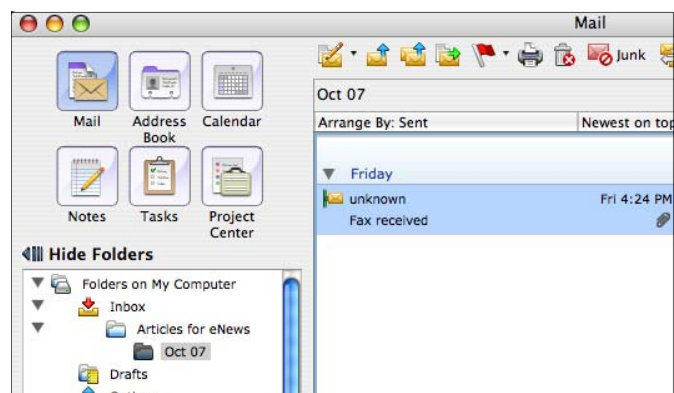 Mail
Junk
Mail
Address Book
Calendar
Notes
Tasks
Project Center
Hide Folders
Folders on My Computer
Inbox
Articles for eNews
Oct 07
Drafts
Oct 07
Arrange By: Sent
Newest on top
Friday
unknown
Fri 4:24 PM
Fax received